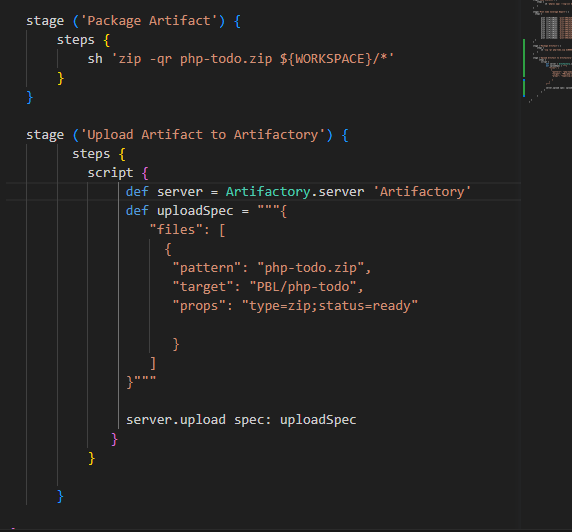 stage ('Package Artifact') {
steps {
sh 'zip -qr php-todo.zip ${WORKSPACE}/*'
}
}
stage ('Upload Artifact to Artifactory') {
steps {
script {
def server = Artifactory.server 'Artifactory'
def uploadSpec = """{
"files": [
{
"pattern": "php-todo.zip",
"target": "PBL/php-todo",
"props": "type=zip;status=ready"
}
]
}"""
server.upload spec: uploadSpec
}
}
}